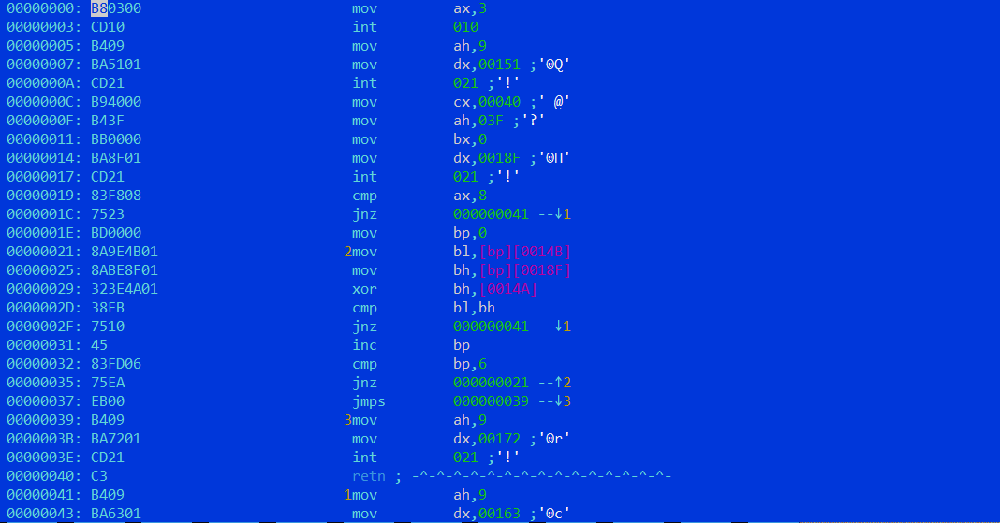 00000000: B80300 mov ax,3
00000003: CD10 int 010
00000005: B409 mov ah,9
00000007: BA5101 mov dx,00151 ;'☺Q'
0000000A: CD21 int 021 ;'!'
0000000C: B94000 mov cx,00040 ;' @'
0000000F: B43F mov ah,03F ;'?'
00000011: BB0000 mov bx,0
00000014: BA8F01 mov dx,0018F ;'☺П'
00000017: CD21 int 021 ;'!'
00000019: 83F808 cmp ax,8
0000001C: 7523 jnz 000000041 --↓1
0000001E: BD0000 mov bp,0
00000021: 8A9E4B01 2mov bl,[bp][0014B]
00000025: 8ABE8F01 mov bh,[bp][0018F]
00000029: 323E4A01 xor bh,[0014A]
0000002D: 38FB cmp bl,bh
0000002F: 7510 jnz 000000041 --↓1
00000031: 45 inc bp
00000032: 83FD06 cmp bp,6
00000035: 75EA jnz 000000021 --↑2
00000037: EB00 jmps 000000039 --↓3
00000039: B409 3mov ah,9
0000003B: BA7201 mov dx,00172 ;'☺r'
0000003E: CD21 int 021 ;'!'
00000040: C3 retn ; -^-^-^-^-^-^-^-^-^-^-^-^-^-^-^-
00000041: B409 1mov ah,9
00000043: BA6301 mov dx,00163 ;'☺c'